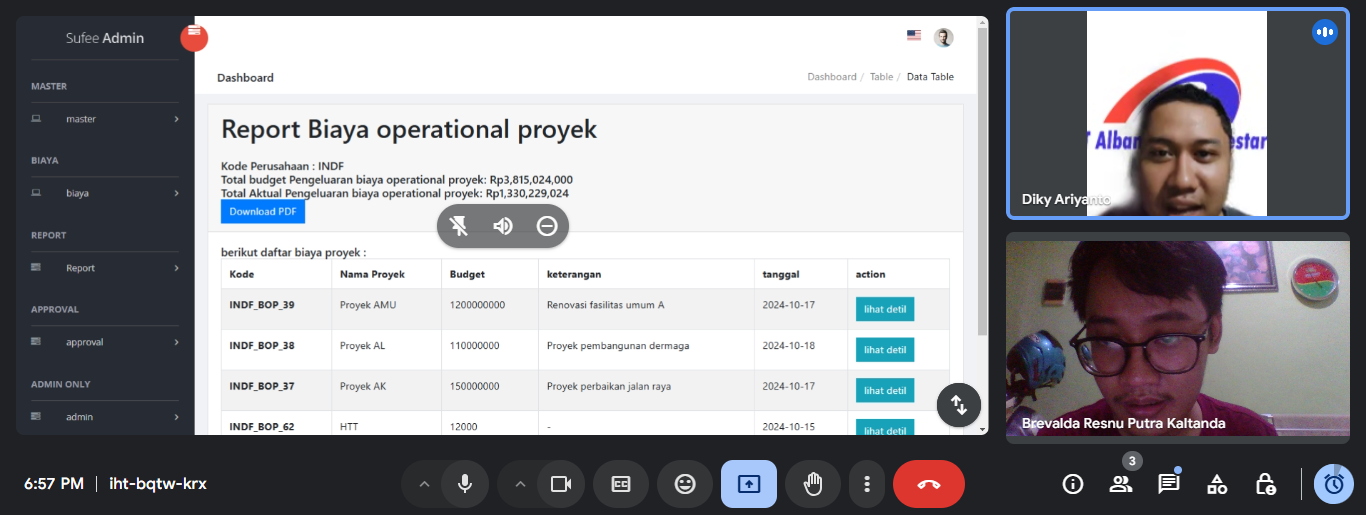 Sufee Admin
MASTER
master
BIAYA
biaya
REPORT
Report
APPROVAL
approval
ADMIN ONLY
admin
Dashboard
Dashboard / Table / Data Table
Report Biaya operational proyek
Kode Perusahaan : INDF
Total budget Pengeluaran biaya operational proyek: Rp3,815,024,000
Total Aktual Pengeluaran biaya operational proyek: Rp1,330,229,024
Download PDF
berikut daftar biaya proyek :
Kode Nama Proyek Budget keterangan tanggal action
INDF_BOP_39 Proyek AMU 1200000000 Renovasi fasilitas umum A 2024-10-17 lihat detil
INDF_BOP_38 Proyek AL 110000000 Proyek pembangunan dermaga 2024-10-18 lihat detil
INDF_BOP_37 Proyek AK 150000000 Proyek perbaikan jalan raya 2024-10-17 lihat detil
INDF_BOP_62 HTT 12000 - 2024-10-15 lihat detil
Diky Ariyanto
Brevalda Resnu Putra Kaltanda
6:57 PM | iht-bqtw-krx
3